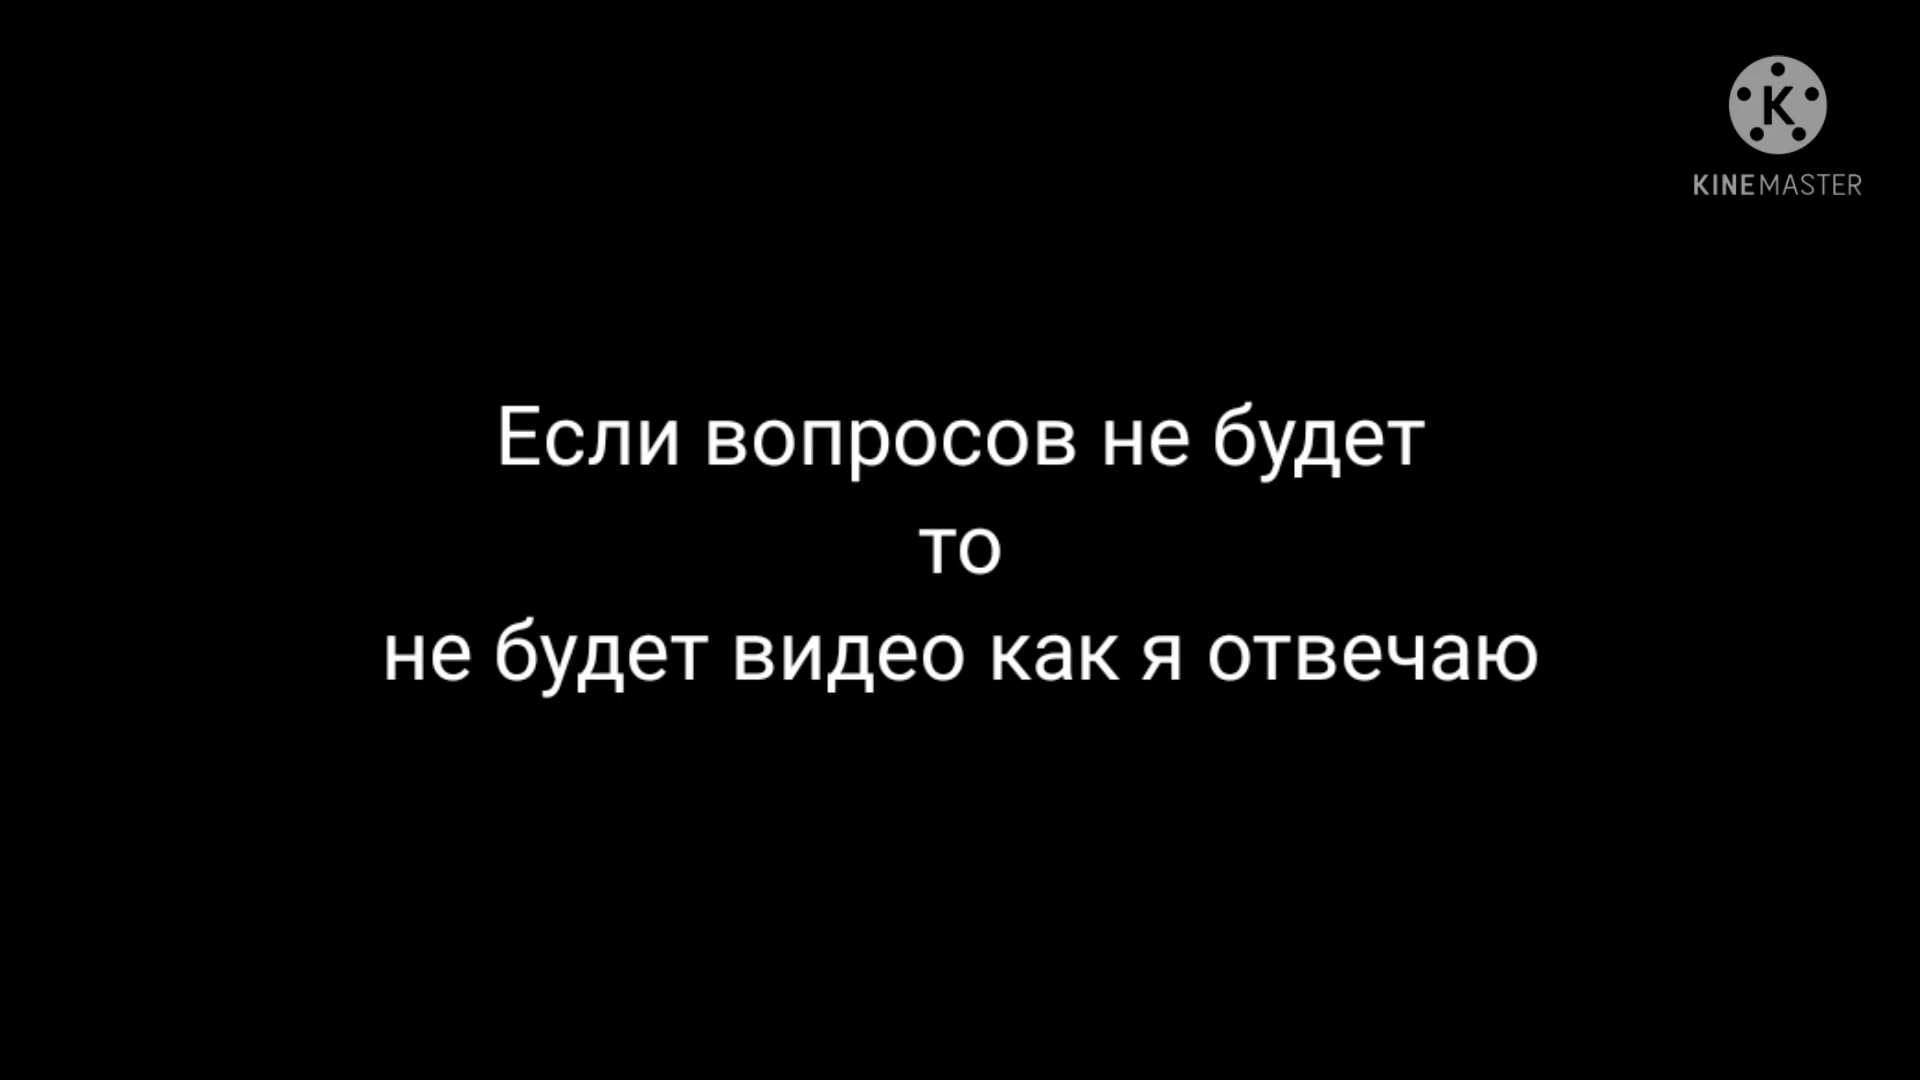 K
KINEMASTER
Если вопросов не будет
то
не будет видео как я отвечаю